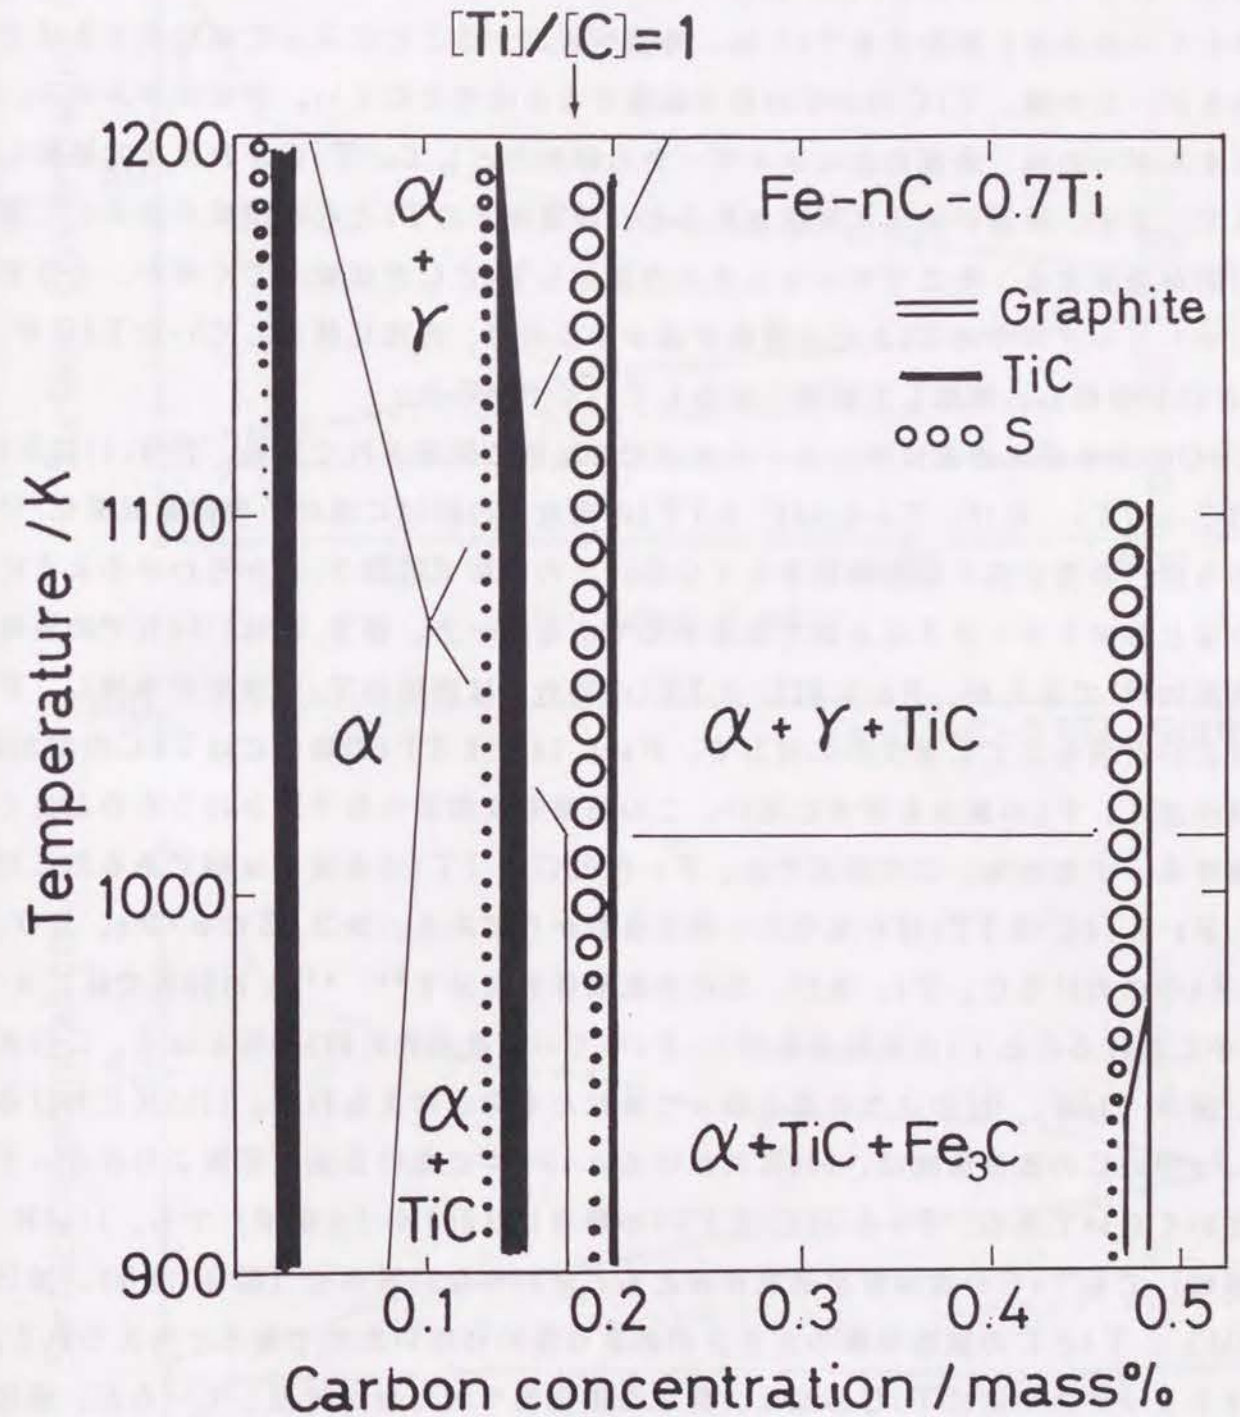 [Ti]/[C]=1
1200
1100
1000
900
Temperature /K
α
+
γ
Fe-nC-0.7Ti
Graphite
TiC
S
α
α+γ+TiC
α
+
TiC
α+TiC+Fe₃C
0.1
0.2
0.3
0.4
0.5
Carbon concentration/mass%